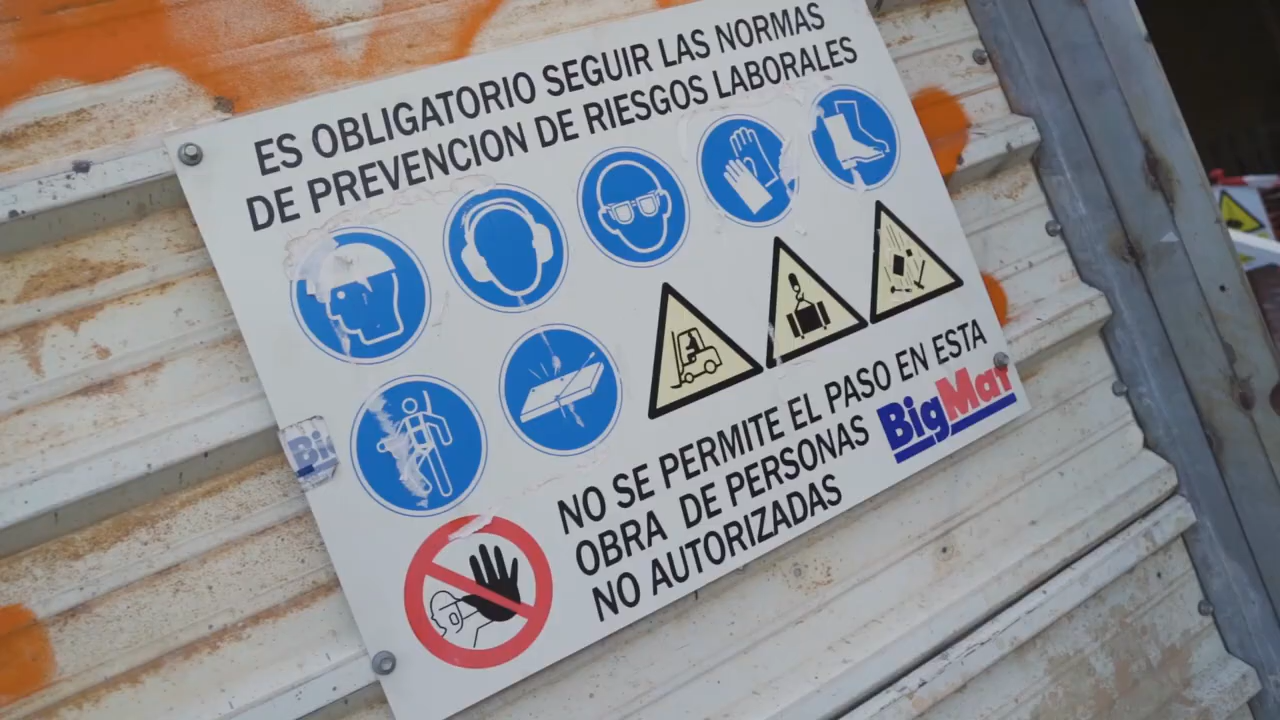 ES OBLIGATORIO SEGUIR LAS NORMAS
DE PREVENCION DE RIESGOS LABORALES
NO SE PERMITE EL PASO EN ESTA
OBRA DE PERSONAS
NO AUTORIZADAS
BigMat
Big